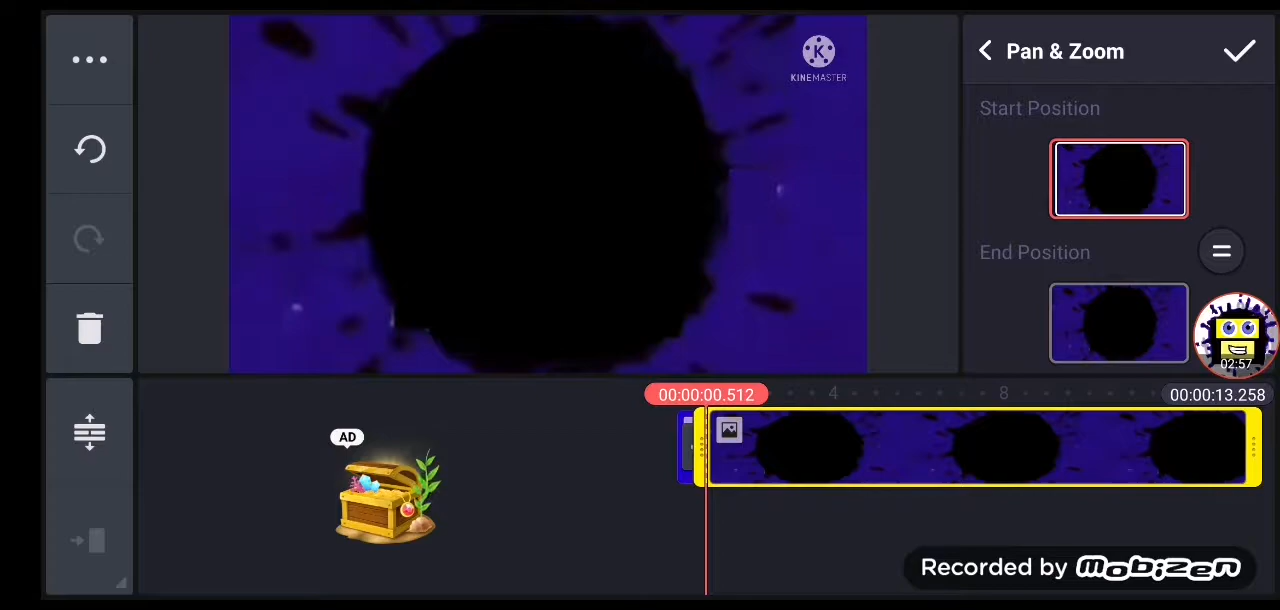 K
KINEMASTER
Pan & Zoom
Start Position
End Position
=
02:57
00:00:00.512
4
8
00:00:13.258
AD
Recorded by mobizen